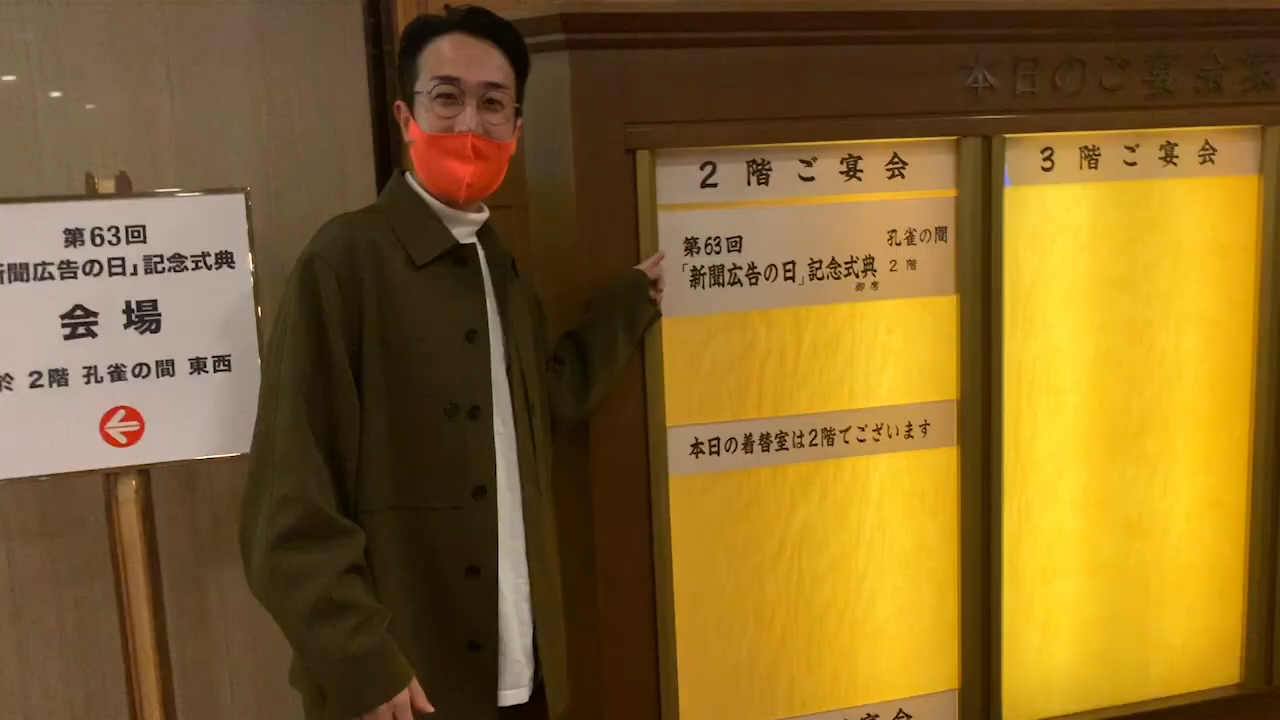 第63回
新聞広告の日」記念式典
会場
於 2階 孔雀の間 東西
本日のご宴会
2階ご宴会
第63回
孔雀の間
「新聞広告の日」記念式典
2階
御席
本日の着替室は2階でございます
宴会
3階ご宴会